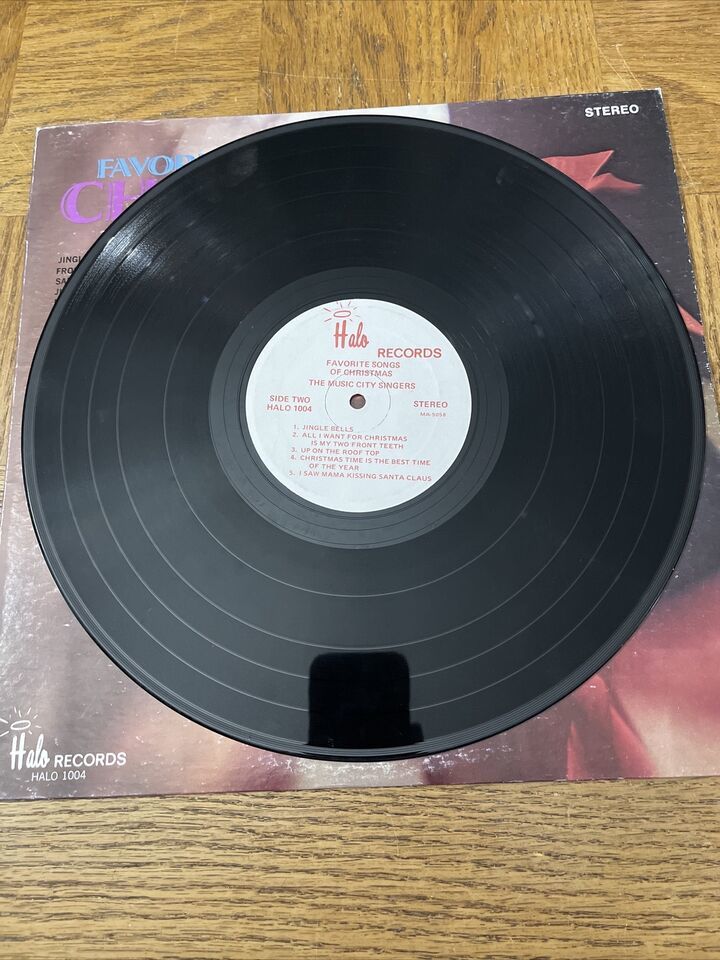 STEREO
FAVOR
CH
JINGL
FRO
SA
Halo RECORDS
FAVORITE SONGS
OF CHRISTMAS
THE MUSIC CITY SINGERS
SIDE TWO STEREO
HALO 1004 MA-5058
1. JINGLE BELLS
2. ALL I WANT FOR CHRISTMAS
IS MY TWO FRONT TEETH
3. UP ON THE ROOF TOP
4. CHRISTMAS TIME IS THE BEST TIME
OF THE YEAR
5. I SAW MAMA KISSING SANTA CLAUS
Halo RECORDS
HALO 1004